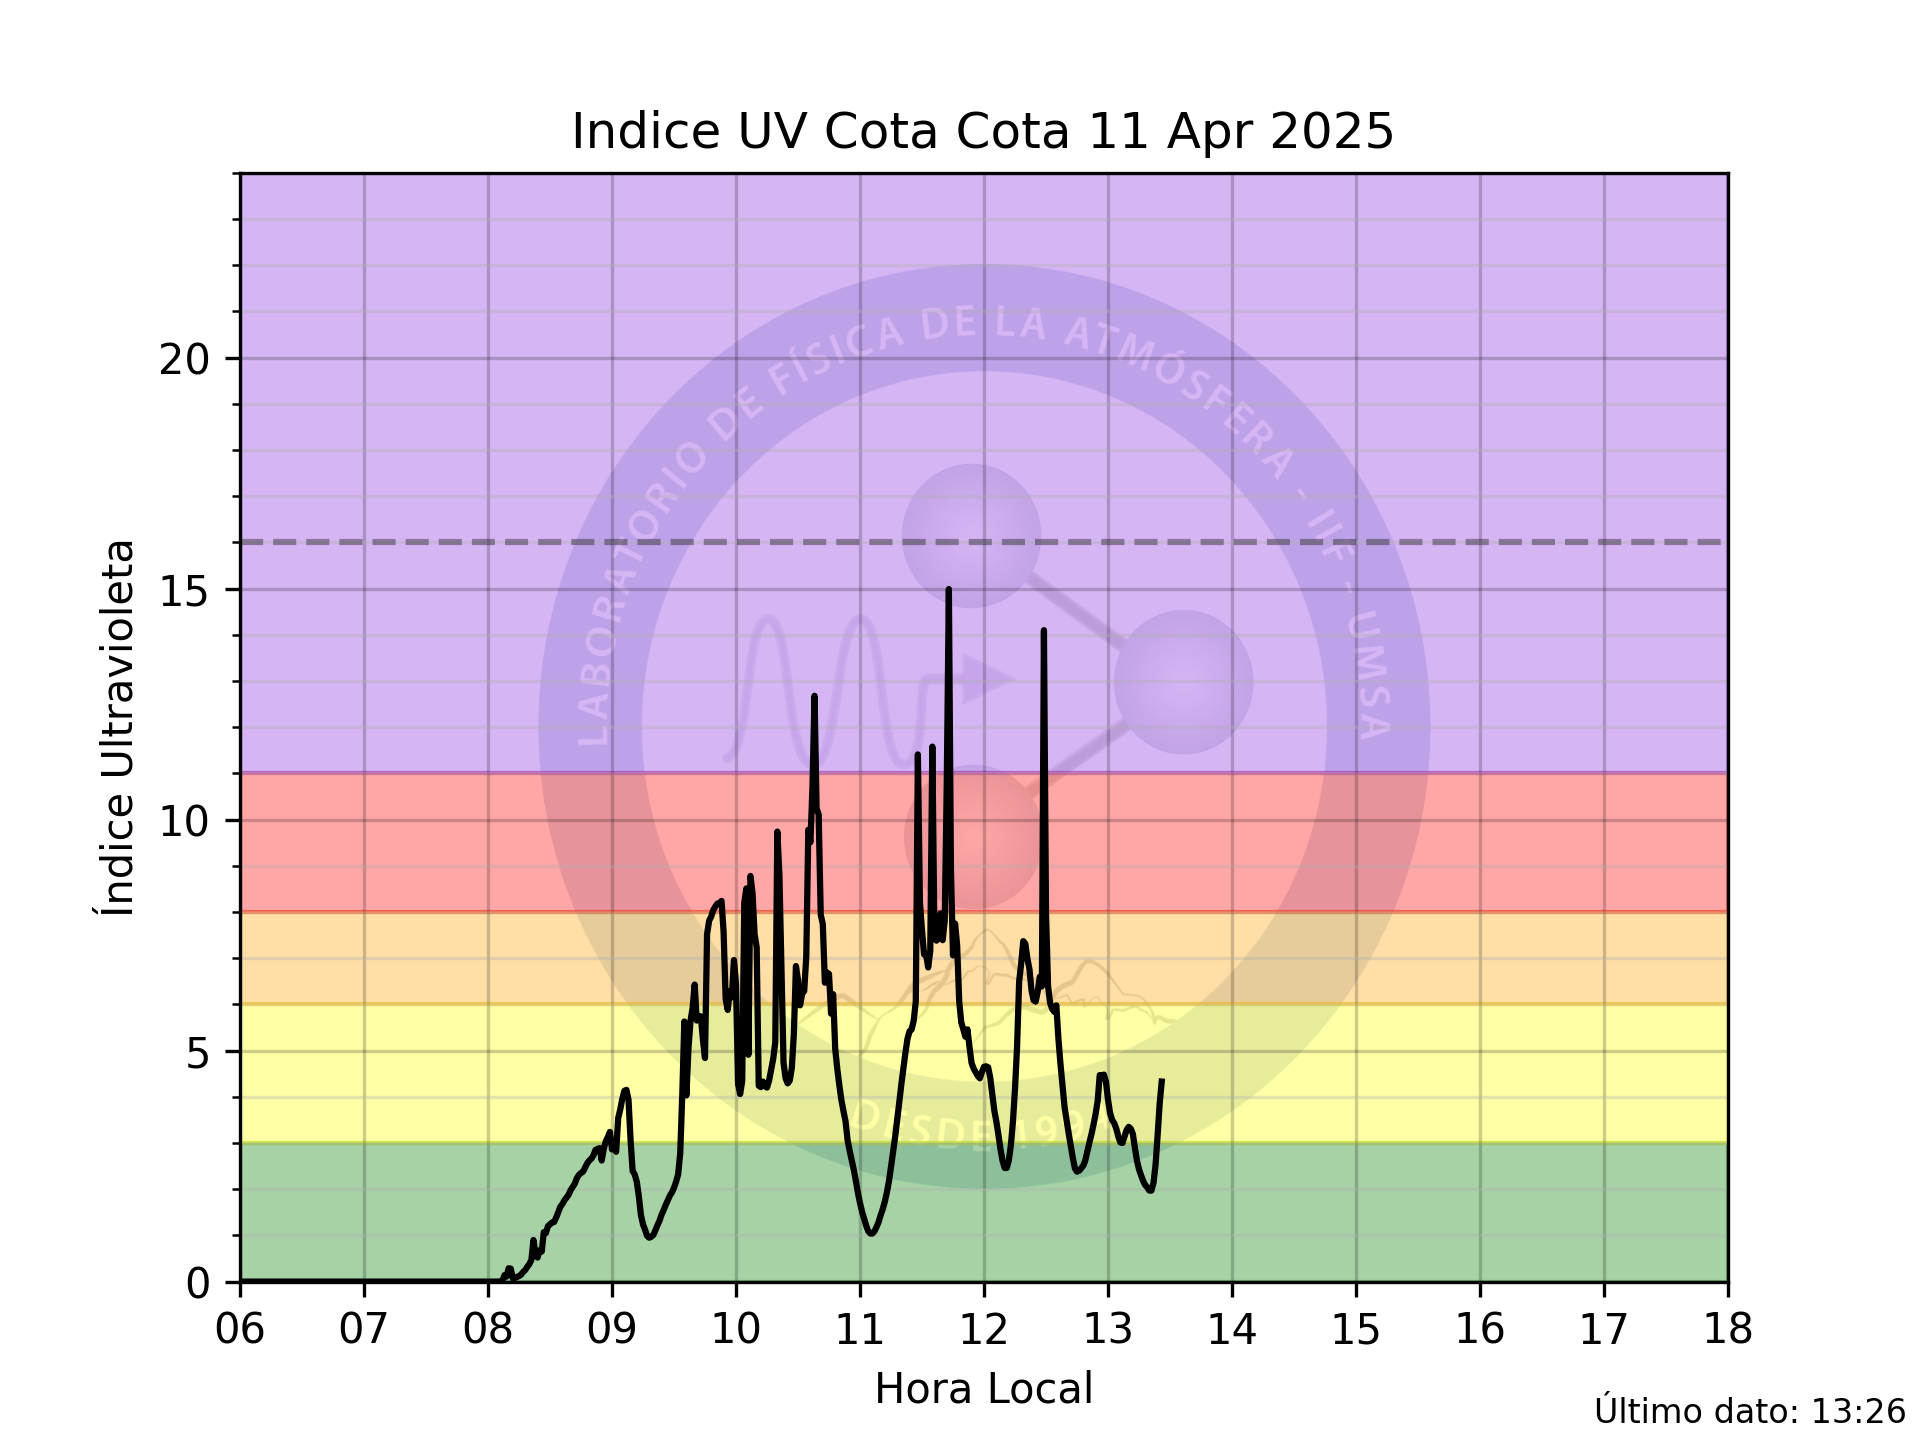 Indice UV Cota Cota 11 Apr 2025
LABORATORIO DE FÍSICA DE LA ATMÓSFERA - IIF - UMSA
20
15
10
5
0
Índice Ultravioleta
DESDE
06 07 08 09 10 11 12 13 14 15 16 17 18
Hora Local
Último dato: 13:26